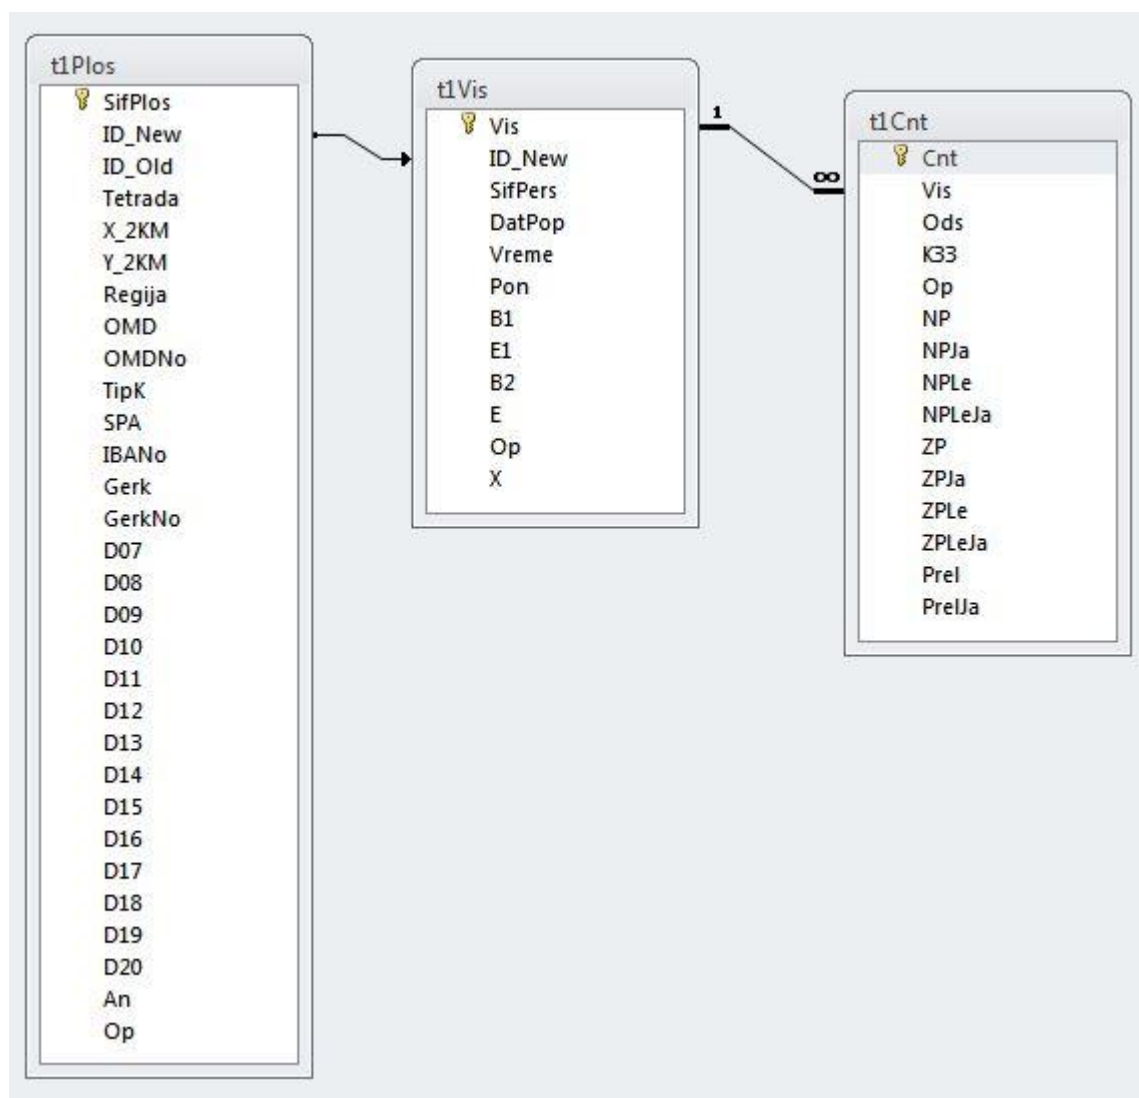 t1Plos
SifPlos
ID_New
ID_Old
Tetrada
X_2KM
Y_2KM
Regija
OMD
OMDNo
TipK
SPA
IBANo
Gerk
GerkNo
D07
D08
D09
D10
D11
D12
D13
D14
D15
D16
D17
D18
D19
D20
An
Op
t1Vis
Vis
ID_New
SifPers
DatPop
Vreme
Pon
B1
E1
B2
E
Op
X
1
∞
t1Cnt
Cnt
Vis
Ods
K33
Op
NP
NPJa
NPLe
NPLeJa
ZP
ZPJa
ZPLe
ZPLeJa
Prel
PrelJa